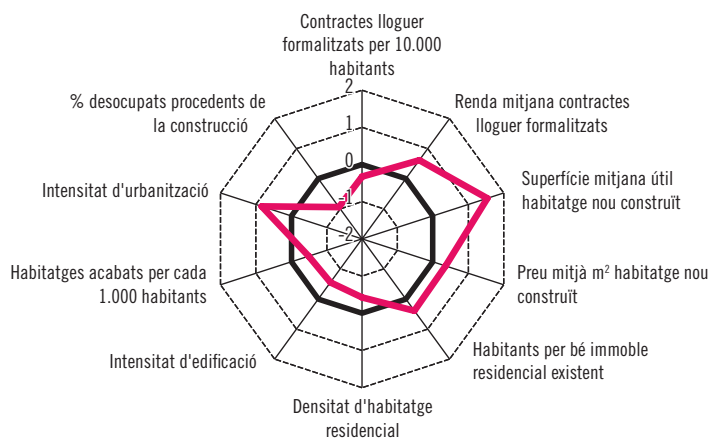 Contractes lloguer
formalitzats per 10.000
habitants
% desocupats procedents de
la construcció
Renda mitjana contractes
lloguer formalitzats
Intensitat d'urbanització
Superfície mitjana útil
habitatge nou construït
Habitatges acabats per cada
1.000 habitants
Preu mitjà m² habitatge nou
construït
Intensitat d'edificació
Habitants per bé immoble
residencial existent
Densitat d'habitatge
residencial
2
1
0
-1
-2